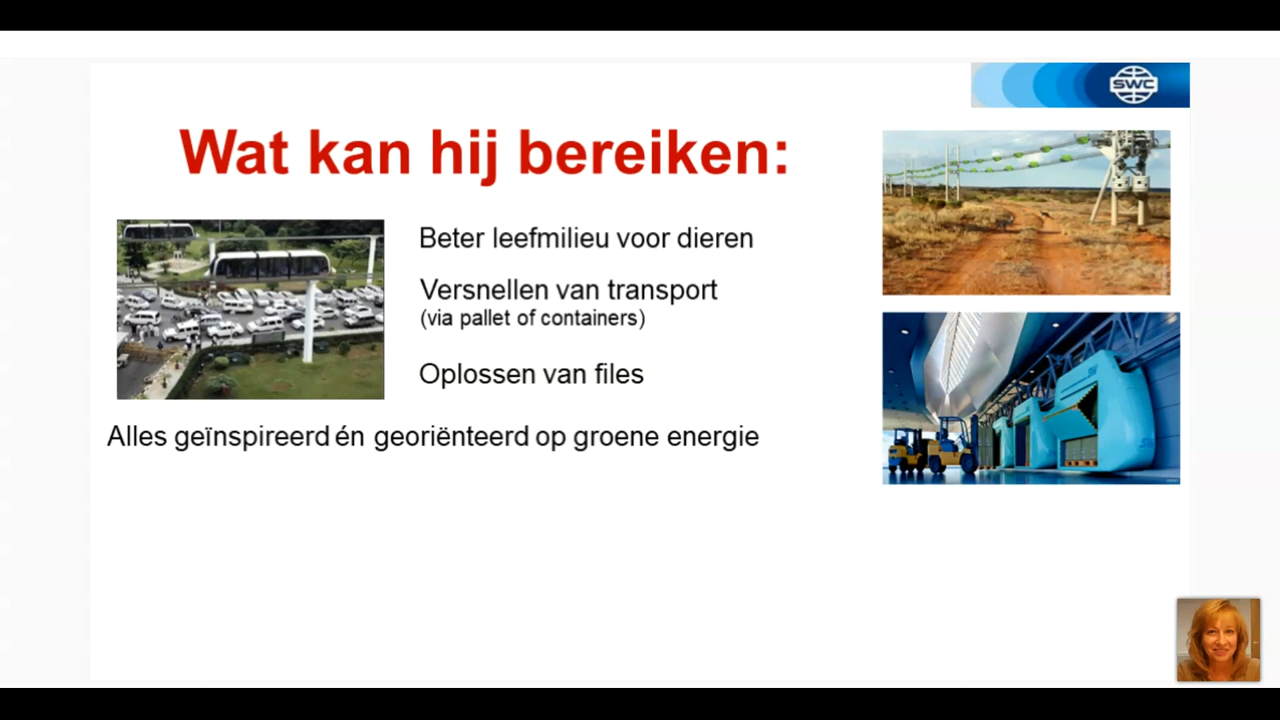 SWC
Wat kan hij bereiken:
Beter leefmilieu voor dieren
Versnellen van transport
(via pallet of containers)
Oplossen van files
Alles geïnspireerd én georiënteerd op groene energie